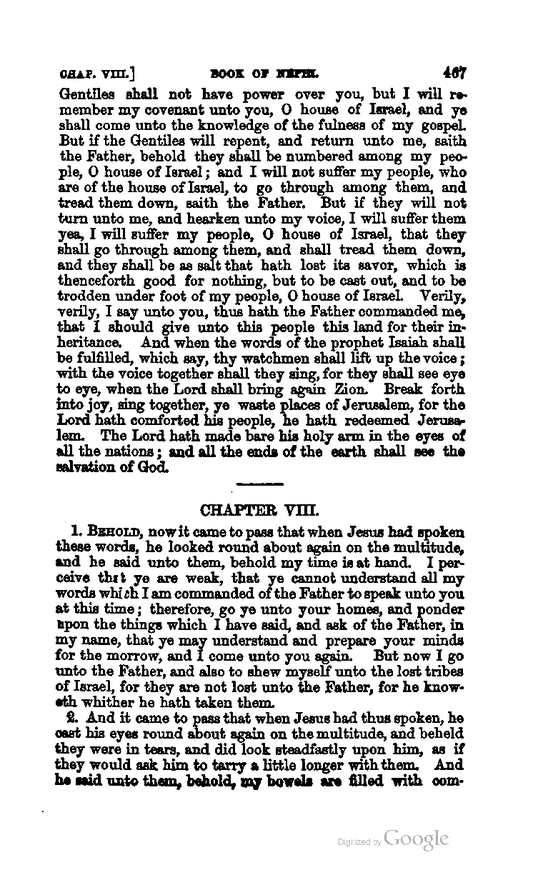 CHAP. VIII.] BOOK OF NEPHI. 467
Gentiles shall not have power over you, but I will re-
member my covenant unto you, O house of Israel, and ye
shall come unto the knowledge of the fulness of my gospel.
But if the Gentiles will repent, and return unto me, saith
the Father, behold they shall be numbered among my peo-
ple, O house of Israel; and I will not suffer my people, who
are of the house of Israel, to go through among them, and
tread them down, saith the Father. But if they will not
turn unto me, and hearken unto my voice, I will suffer them
yea, I will suffer my people, O house of Israel, that they
shall go through among them, and shall tread them down,
and they shall be as salt that hath lost its savor, which is
thenceforth good for nothing, but to be cast out, and to be
trodden under foot of my people, O house of Israel. Verily,
verily, I say unto you, thus hath the Father commanded me,
that I should give unto this people this land for their in-
heritance. And when the words of the prophet Isaiah shall
be fulfilled, which say, thy watchmen shall lift up the voice;
with the voice together shall they sing, for they shall see eye
to eye, when the Lord shall bring again Zion. Break forth
into joy, sing together, ye waste places of Jerusalem, for the
Lord hath comforted his people, he hath redeemed Jerusa-
lem. The Lord hath made bare his holy arm in the eyes of
all the nations; and all the ends of the earth shall see the
salvation of God.
CHAPTER VIII.
1. BEHOLD, now it came to pass that when Jesus had spoken
these words, he looked round about again on the multitude,
and he said unto them, behold my time is at hand. I per-
ceive that ye are weak, that ye cannot understand all my
words which I am commanded of the Father to speak unto you
at this time; therefore, go ye unto your homes, and ponder
upon the things which I have said, and ask of the Father, in
my name, that ye may understand and prepare your minds
for the morrow, and I come unto you again. But now I go
unto the Father, and also to shew myself unto the lost tribes
of Israel, for they are not lost unto the Father, for he know-
eth whither he hath taken them.
2. And it came to pass that when Jesus had thus spoken, he
cast his eyes round about again on the multitude, and beheld
they were in tears, and did look steadfastly upon him, as if
they would ask him to tarry a little longer with them. And
he said unto them, behold, my bowels are filled with com-
Digitized by Google